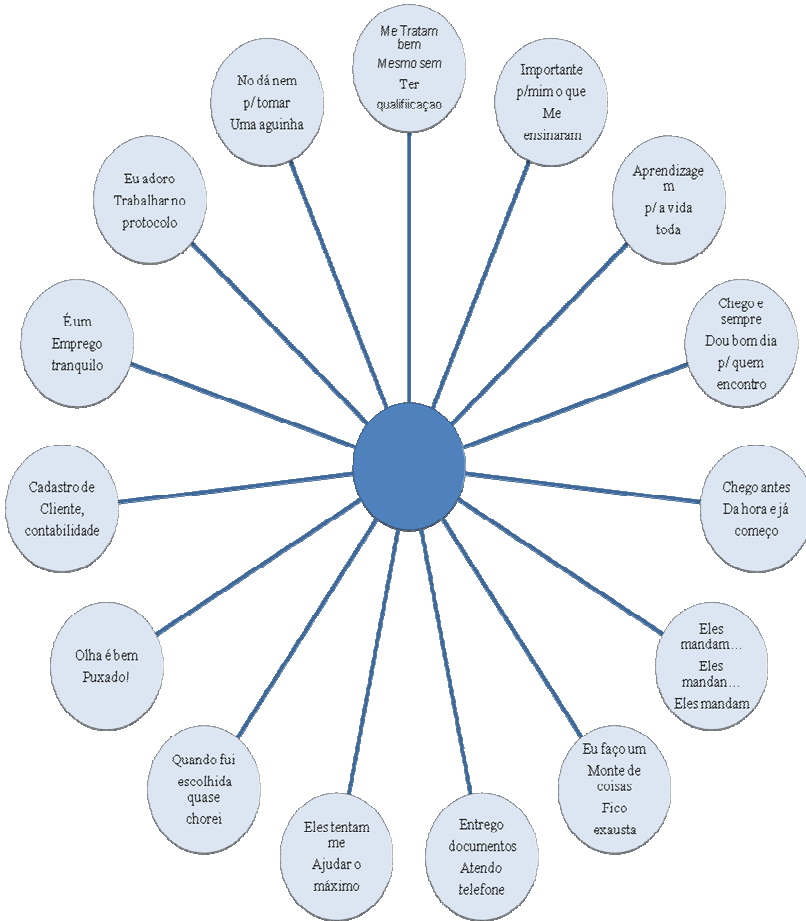 Me Tratam
bem
Mesmo sem
Ter
qualifiicaçao
Importante
p/mim o que
Me
ensinaram
Aprendizage
m
p/ a vida
toda
Chego e
sempre
Dou bom dia
p/ quem
encontro
Chego antes
Da hora e já
começo
Eles
mandam...
Eles
mandan...
Eles mandam
Eu faço um
Monte de
coisas
Fico
exausta
Entrego
documentos
Atendo
telefone
Eles tentam
me
Ajudar o
máximo
Quando fui
escolhida
quase
chorei
Olha é bem
Puxado!
Cadastro de
Cliente,
contabilidade
É um
Emprego
tranquilo
Eu adoro
Trabalhar no
protocolo
No dá nem
p/ tomar
Uma aguinha